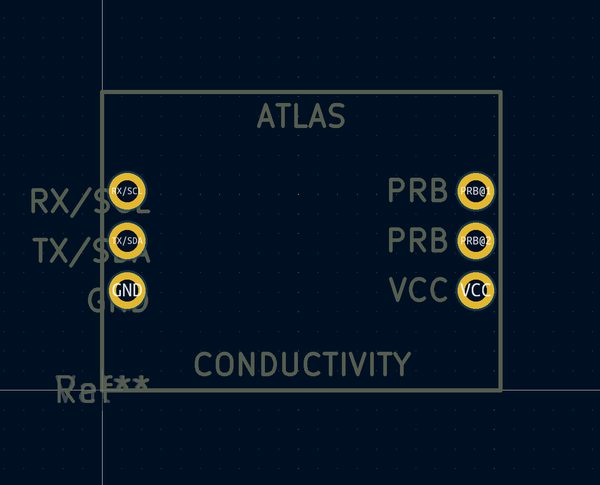 ATLAS
RX/SCL RX/SCL PRB PRB@1
TX/SDA TX/SDA PRB PRB@2
GND GND VCC VCC
CONDUCTIVITY